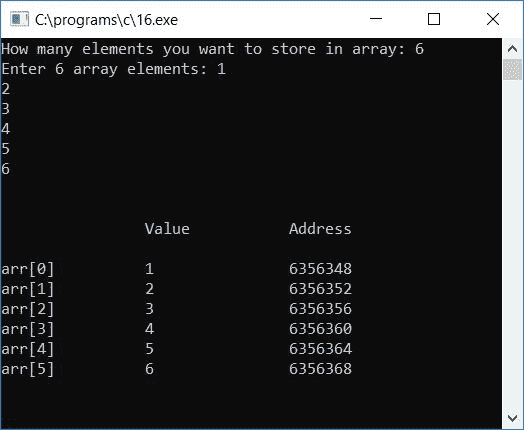 C:\programs\c\16.exe
How many elements you want to store in array: 6
Enter 6 array elements: 1
2
3
4
5
6
Value Address
arr[0] 1 6356348
arr[1] 2 6356352
arr[2] 3 6356356
arr[3] 4 6356360
arr[4] 5 6356364
arr[5] 6 6356368